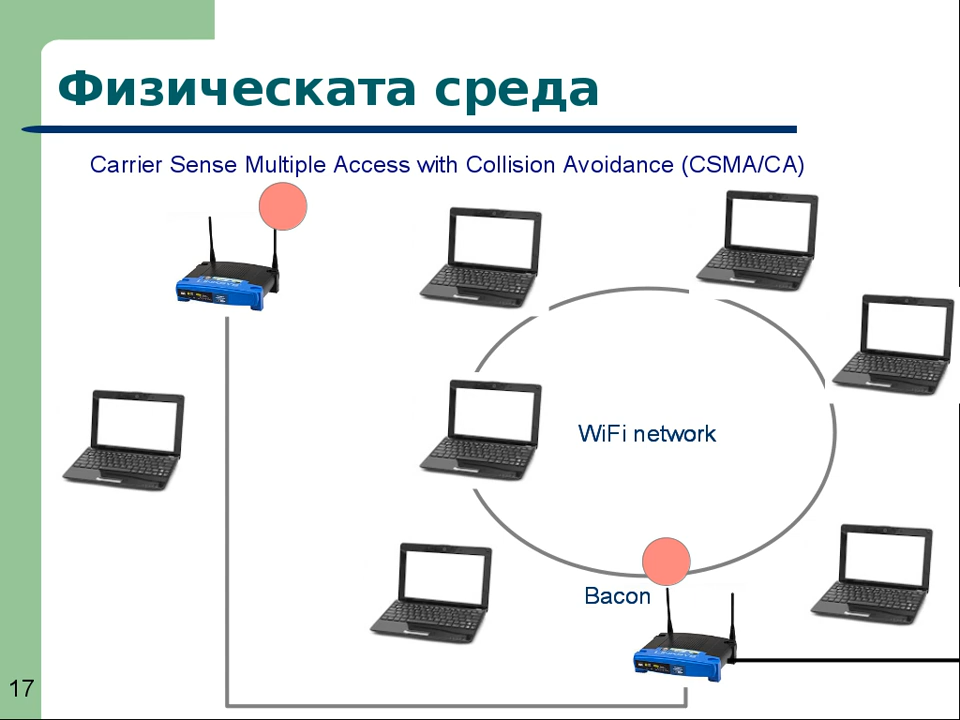 Физическата среда
Carrier Sense Multiple Access with Collision Avoidance (CSMA/CA)
WiFi network
Bacon
17